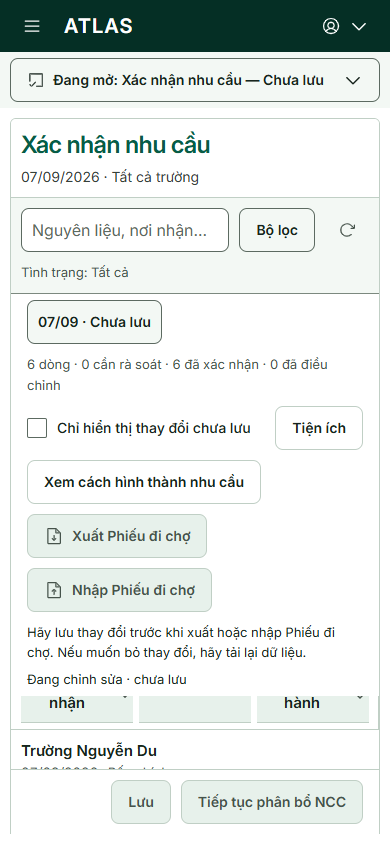 ATLAS
Đang mở: Xác nhận nhu cầu — Chưa lưu
Xác nhận nhu cầu
07/09/2026 · Tất cả trường
Nguyên liệu, nơi nhận...
Bộ lọc
Tình trạng: Tất cả
07/09 · Chưa lưu
6 dòng · 0 cần rà soát · 6 đã xác nhận · 0 đã điều
chỉnh
Chỉ hiển thị thay đổi chưa lưu
Tiện ích
Xem cách hình thành nhu cầu
Xuất Phiếu đi chợ
Nhập Phiếu đi chợ
Hãy lưu thay đổi trước khi xuất hoặc nhập Phiếu đi
chợ. Nếu muốn bỏ thay đổi, hãy tải lại dữ liệu.
Đang chỉnh sửa · chưa lưu
nhận
hành
Trường Nguyễn Du
Lưu
Tiếp tục phân bổ NCC